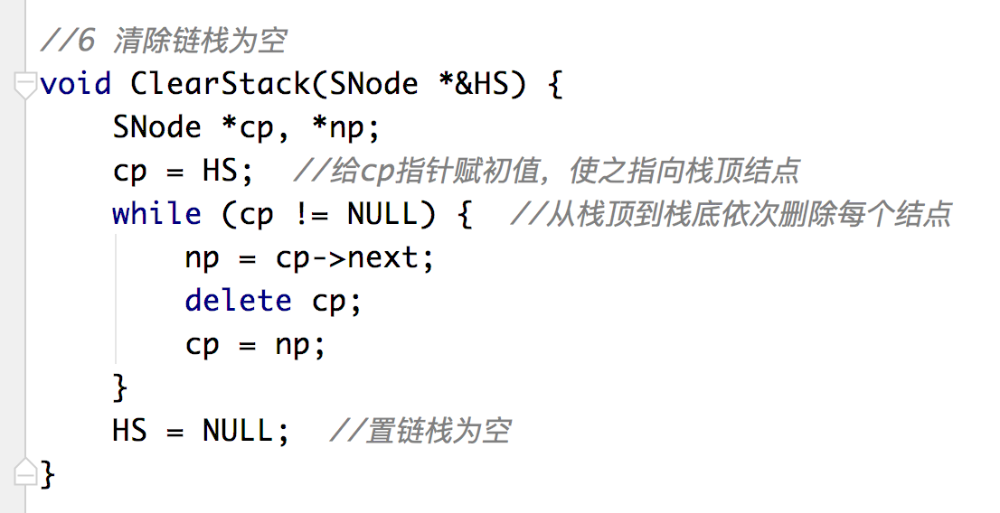 //6 清除链栈为空
void ClearStack(SNode *&HS) {
    SNode *cp, *np;
    cp = HS;  //给cp指针赋初值，使之指向栈顶结点
    while (cp != NULL) {  //从栈顶到栈底依次删除每个结点
        np = cp->next;
        delete cp;
        cp = np;
    }
    HS = NULL;  //置链栈为空
}